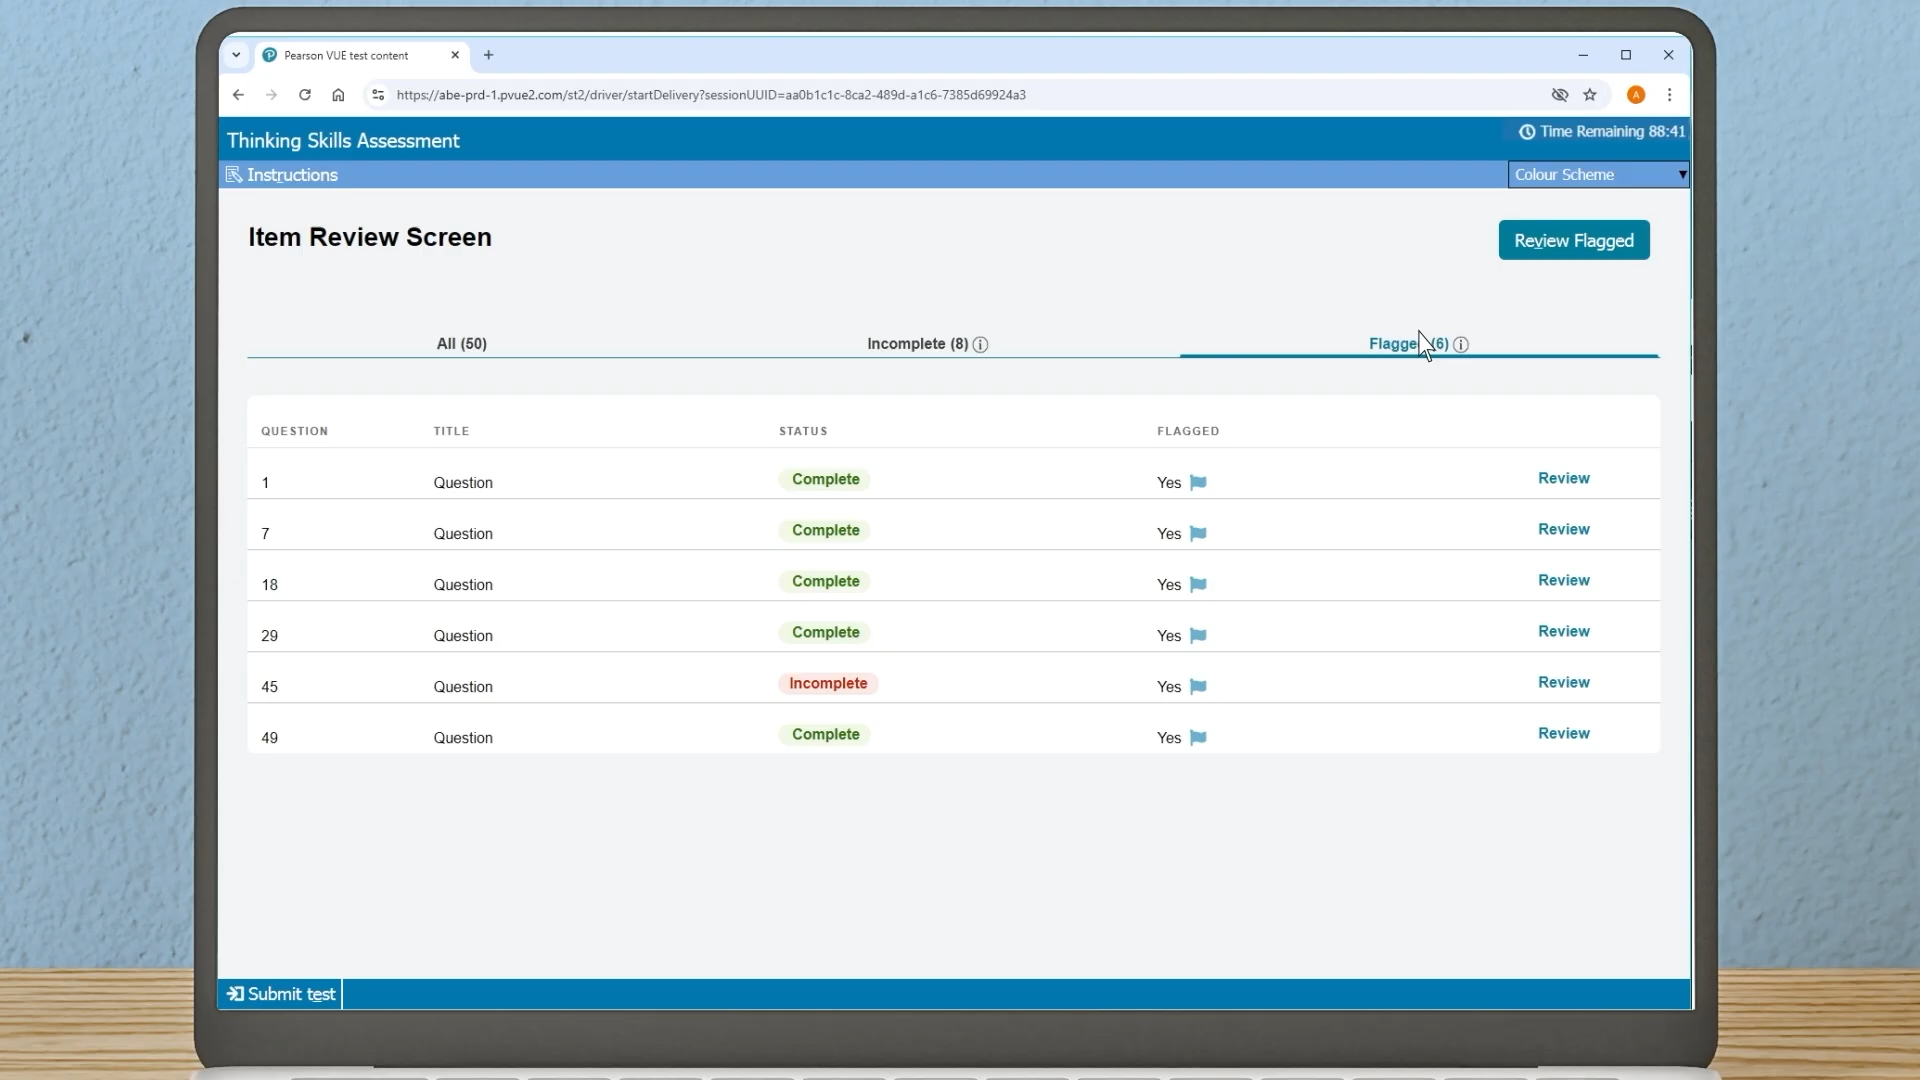 Pearson VUE test content
https://abe-prd-1.pvue2.com/st2/driver/startDelivery?sessionUUID=aa0b1c1c-8ca2-489d-a1c6-7385d69924a3
A
Thinking Skills Assessment
Time Remaining 88:41
Instructions
Colour Scheme
Item Review Screen
Review Flagged
All (50) Incomplete (8) Flagged (6)
QUESTION TITLE STATUS FLAGGED
1 Question Complete Yes Review
7 Question Complete Yes Review
18 Question Complete Yes Review
29 Question Complete Yes Review
45 Question Incomplete Yes Review
49 Question Complete Yes Review
Submit test